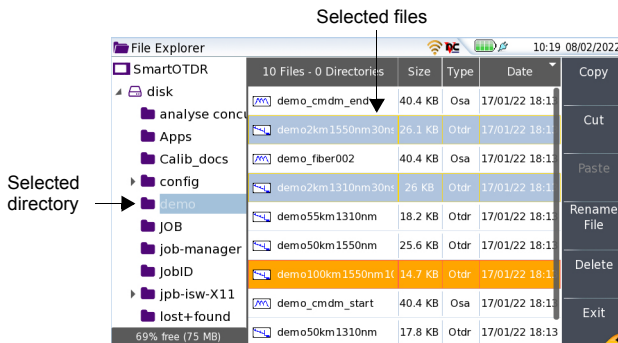 Selected files
File Explorer
10:19 08/02/2022
SmartOTDR
disk
analyse concu
Apps
Calib_docs
config
demo
JOB
job-manager
JobID
jpb-isw-X11
lost+found
69% free (75 MB)
Selected
directory
10 Files - 0 Directories Size Type Date
demo_cmdm_end 40.4 KB Osa 17/01/22 18:13
demo2km1550nm30ns 26.1 KB Otdr 17/01/22 18:13
demo_fiber002 40.4 KB Osa 17/01/22 18:13
demo2km1310nm30ns 26 KB Otdr 17/01/22 18:13
demo55km1310nm 18.2 KB Otdr 17/01/22 18:13
demo50km1550nm 25.6 KB Otdr 17/01/22 18:13
demo100km1550nm10 14.7 KB Otdr 17/01/22 18:13
demo_cmdm_start 40.4 KB Osa 17/01/22 18:13
demo50km1310nm 17.8 KB Otdr 17/01/22 18:13
Copy
Cut
Paste
Rename
File
Delete
Exit